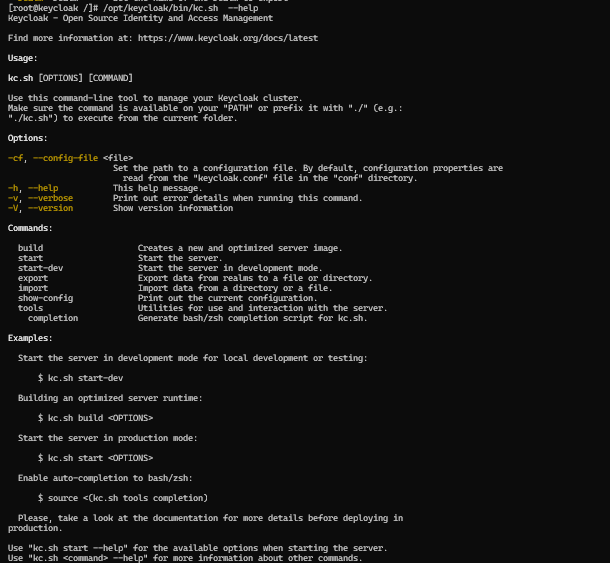 [root@keycloak /]# /opt/keycloak/bin/kc.sh  --help
Keycloak - Open Source Identity and Access Management

Find more information at: https://www.keycloak.org/docs/latest

Usage:

kc.sh [OPTIONS] [COMMAND]

Use this command-line tool to manage your Keycloak cluster.
Make sure the command is available on your "PATH" or prefix it with "./" (e.g.:
"./kc.sh") to execute from the current folder.

Options:

-cf, --config-file <file>
                     Set the path to a configuration file. By default, configuration properties are
                       read from the "keycloak.conf" file in the "conf" directory.
-h, --help           This help message.
-v, --verbose        Print out error details when running this command.
-V, --version        Show version information

Commands:

  build                   Creates a new and optimized server image.
  start                   Start the server.
  start-dev               Start the server in development mode.
  export                  Export data from realms to a file or directory.
  import                  Import data from a directory or a file.
  show-config             Print out the current configuration.
  tools                   Utilities for use and interaction with the server.
    completion            Generate bash/zsh completion script for kc.sh.

Examples:

  Start the server in development mode for local development or testing:

      $ kc.sh start-dev

  Building an optimized server runtime:

      $ kc.sh build <OPTIONS>

  Start the server in production mode:

      $ kc.sh start <OPTIONS>

  Enable auto-completion to bash/zsh:

      $ source <(kc.sh tools completion)

  Please, take a look at the documentation for more details before deploying in
production.

Use "kc.sh start --help" for the available options when starting the server.
Use "kc.sh <command> --help" for more information about other commands.